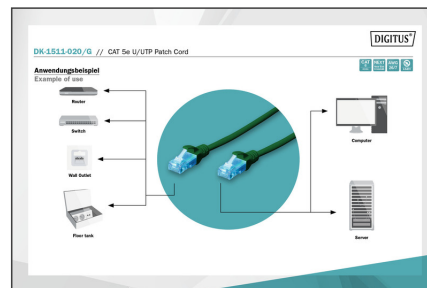 DIGITUS®
DK-1511-020/G // CAT 5e U/UTP Patch Cord
Anwendungsbeispiel
Example of use
Router
Switch
Wall Outlet
Floor tank
Computer
Server